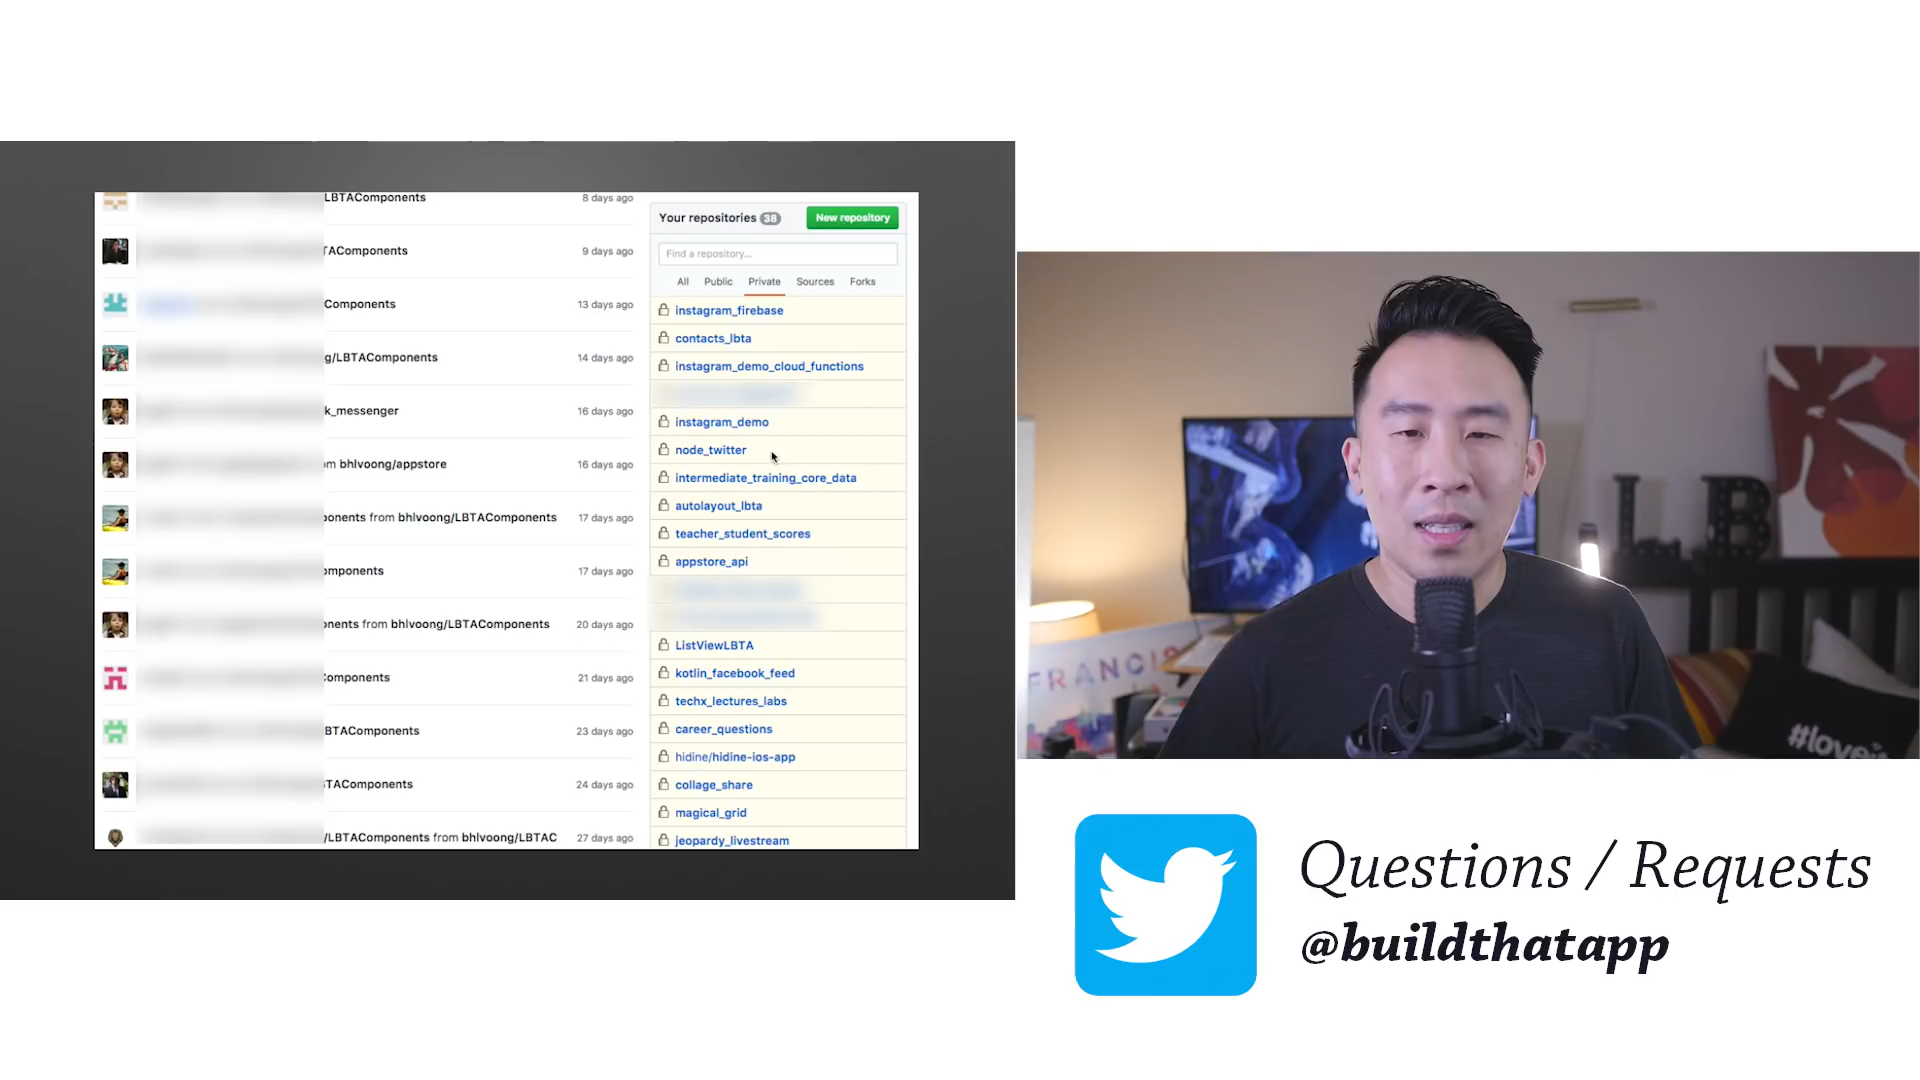 LBTAComponents
8 days ago
TAComponents
9 days ago
Components
13 days ago
g/LBTAComponents
14 days ago
k_messenger
16 days ago
om bhlvoong/appstore
16 days ago
ponents from bhlvoong/LBTAComponents
17 days ago
omponents
17 days ago
onents from bhlvoong/LBTAComponents
20 days ago
Components
21 days ago
BTAComponents
23 days ago
TAComponents
24 days ago
/LBTAComponents from bhlvoong/LBTAC
27 days ago
Your repositories 38
New repository
Find a repository...
All Public Private Sources Forks
instagram_firebase
contacts_lbta
instagram_demo_cloud_functions
instagram_demo
node_twitter
intermediate_training_core_data
autolayout_lbta
teacher_student_scores
appstore_api
ListViewLBTA
kotlin_facebook_feed
techx_lectures_labs
career_questions
hidine/hidine-ios-app
collage_share
magical_grid
jeopardy_livestream
L B
FRANCIS
#love
Questions / Requests
@buildthatapp